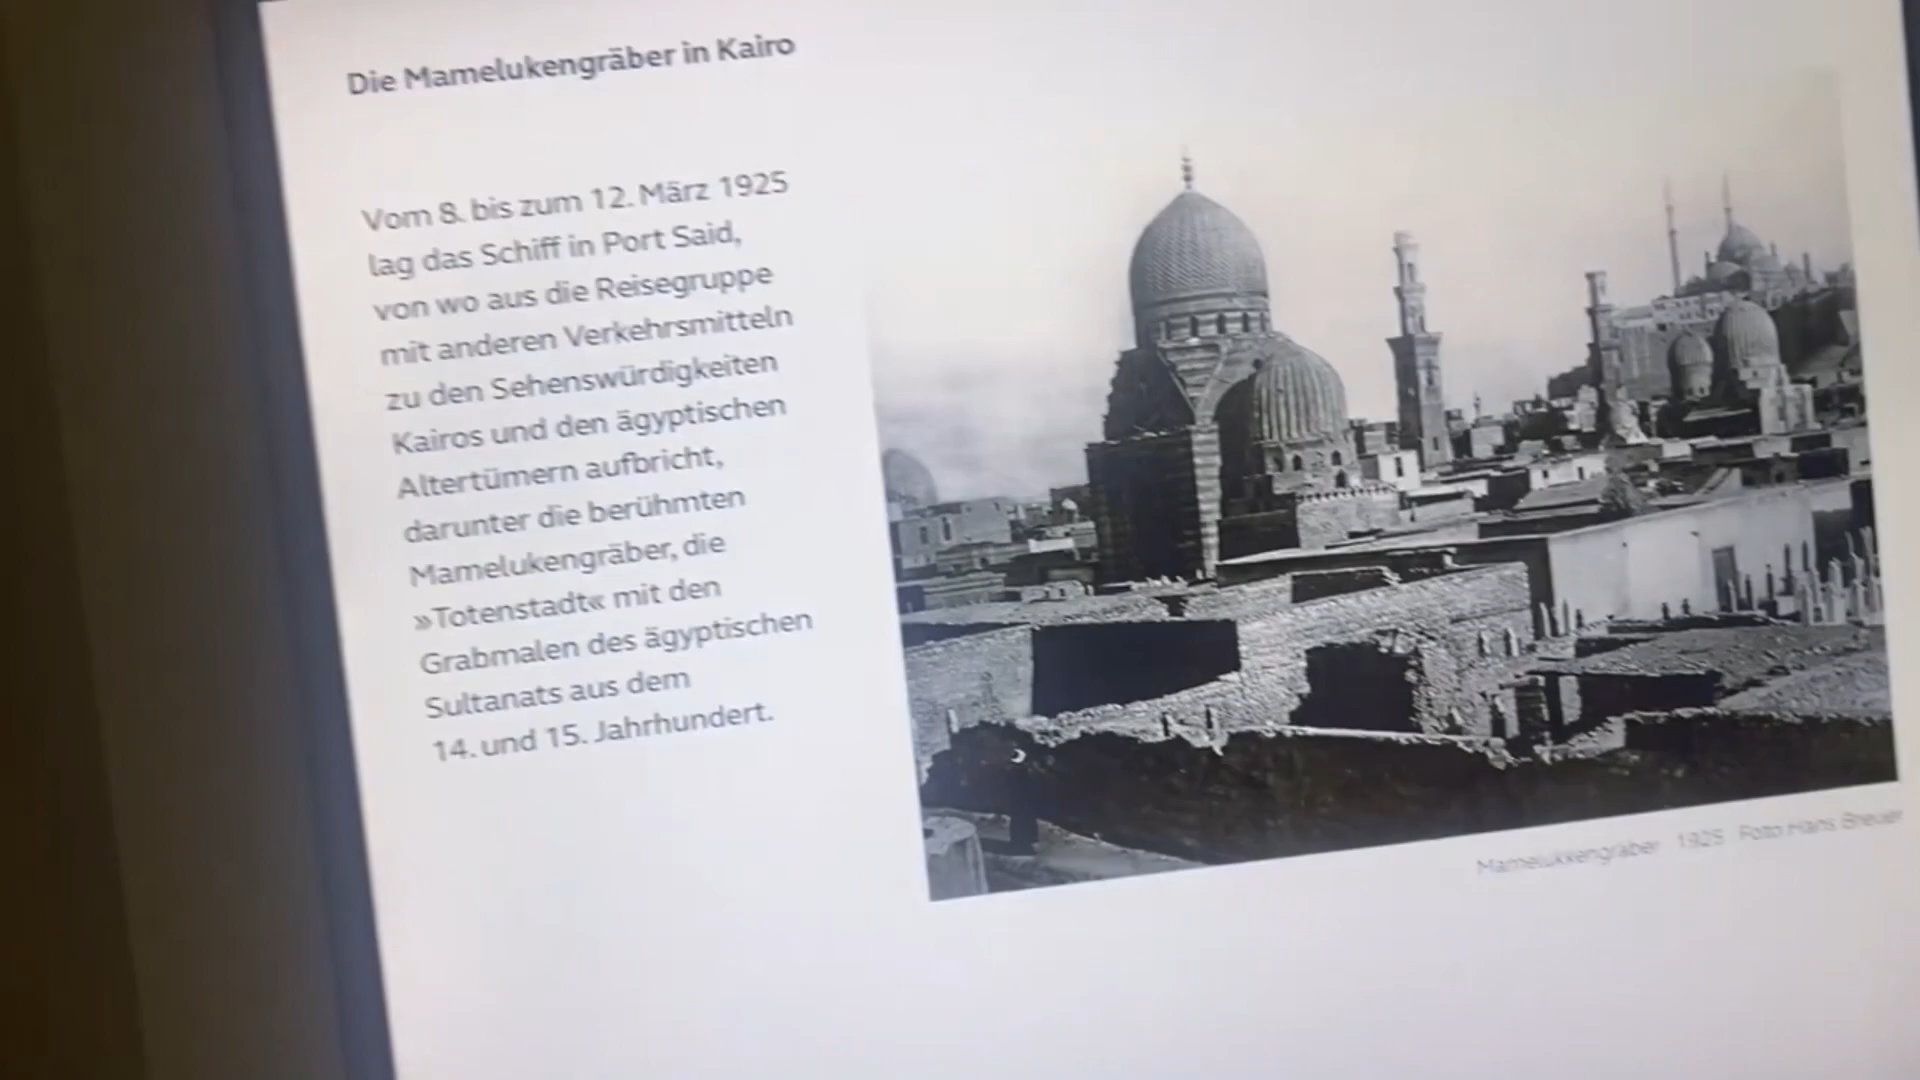 Die Mamelukengräber in Kairo
Vom 8. bis zum 12. März 1925
lag das Schiff in Port Said,
von wo aus die Reisegruppe
mit anderen Verkehrsmitteln
zu den Sehenswürdigkeiten
Kairos und den ägyptischen
Altertümern aufbricht,
darunter die berühmten
Mamelukengräber, die
»Totenstadt« mit den
Grabmalen des ägyptischen
Sultanats aus dem
14. und 15. Jahrhundert.
Mamelukkengräber 1925 Foto Hans Breuer